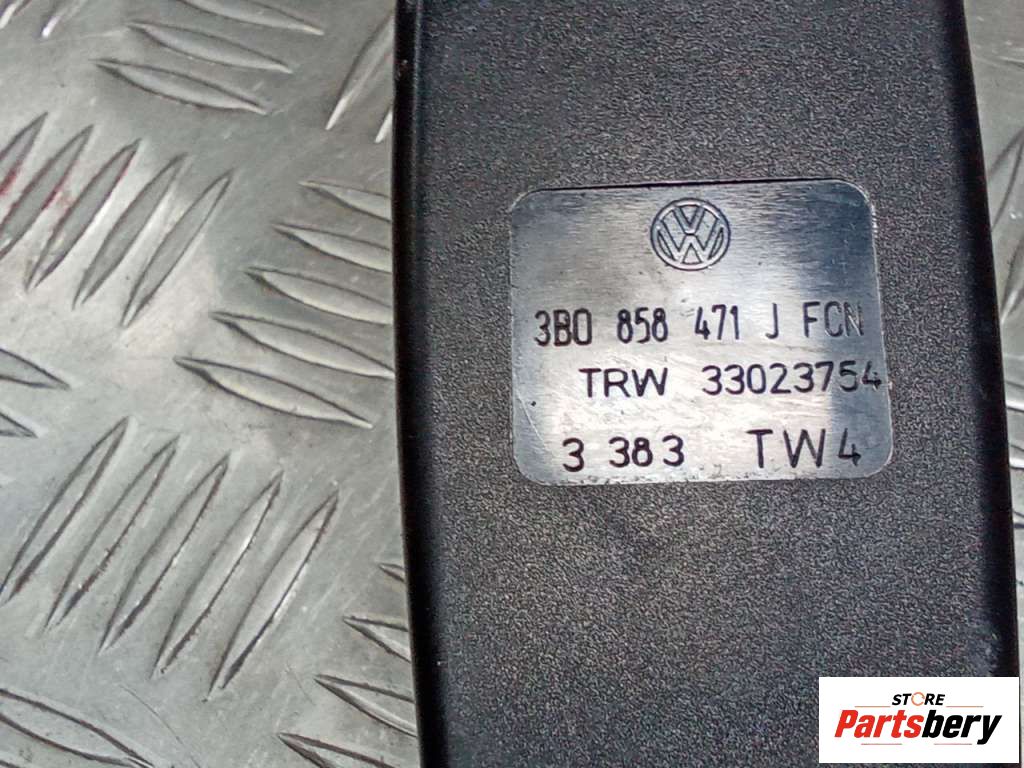 3B0 858 471 J FCN
TRW 33023754
3 383 TW4
STORE
Partsbery